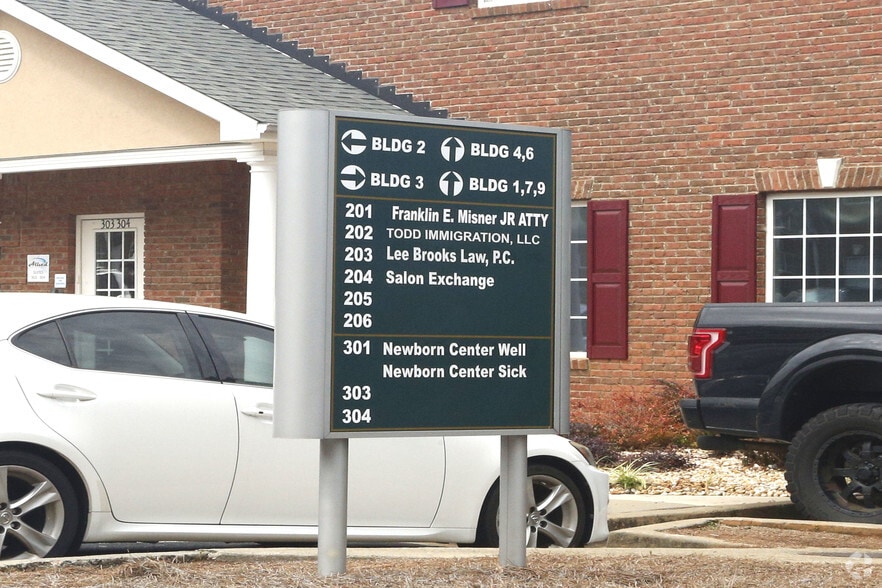 BLDG 2 BLDG 4,6
BLDG 3 BLDG 1,7,9
201 Franklin E. Misner JR ATTY
202 TODD IMMIGRATION, LLC
203 Lee Brooks Law, P.C.
204 Salon Exchange
205
206
301 Newborn Center Well
Newborn Center Sick
303
304
303 304
Allied